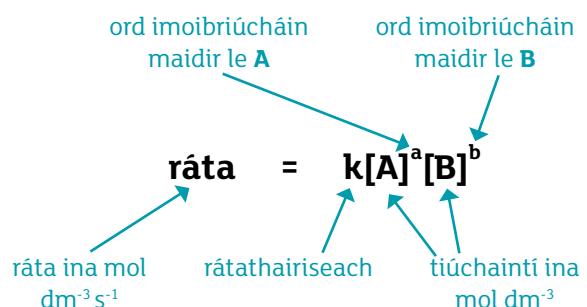 ord imoibriúcháin
maidir le A
ord imoibriúcháin
maidir le B
ráta = k[A]ᵃ[B]ᵇ
ráta ina mol
dm⁻³ s⁻¹
rátathairiseach
tiúchaintí ina
mol dm⁻³